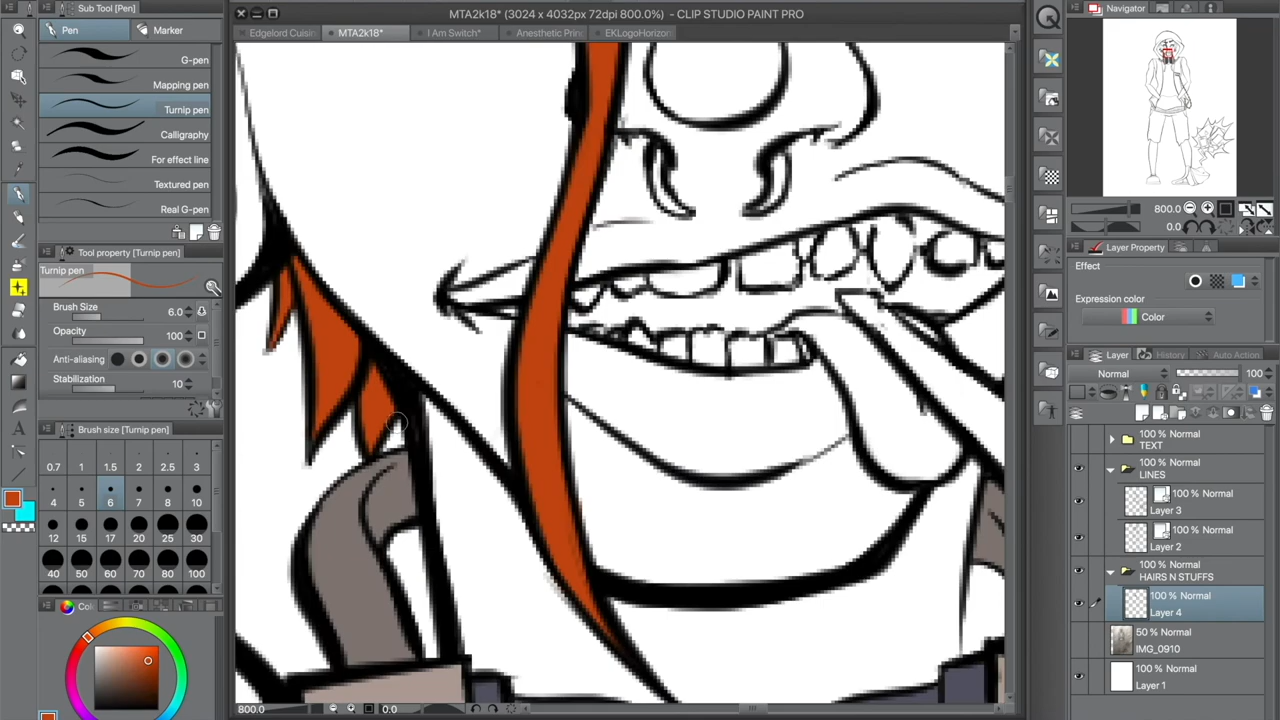 Sub Tool [Pen]
MTA2k18* (3024 x 4032px 72dpi 800.0%) - CLIP STUDIO PAINT PRO
Navigator
Pen
Marker
Edgelord Cuisin
MTA2k18*
I Am Switch*
Anesthetic Prin
EKLogoHorizon
G-pen
Mapping pen
Turnip pen
Calligraphy
For effect line
Textured pen
Real G-pen
800.0
0.0
Tool property [Turnip pen]
Layer Property
Turnip pen
Effect
Brush Size
6.0
Expression color
Opacity
100
Color
Anti-aliasing
Stabilization
10
Layer
History
Auto Action
Normal
100
Brush size [Turnip pen]
100 % Normal
TEXT
0.7
1
1.5
2
2.5
3
100 % Normal
LINES
4
5
6
7
8
10
100 % Normal
Layer 3
12
15
17
20
25
30
100 % Normal
Layer 2
40
50
60
70
80
100
100 % Normal
HAIRS N STUFFS
100 % Normal
Layer 4
Col
50 % Normal
IMG_0910
100 % Normal
Layer 1
800.0
0.0